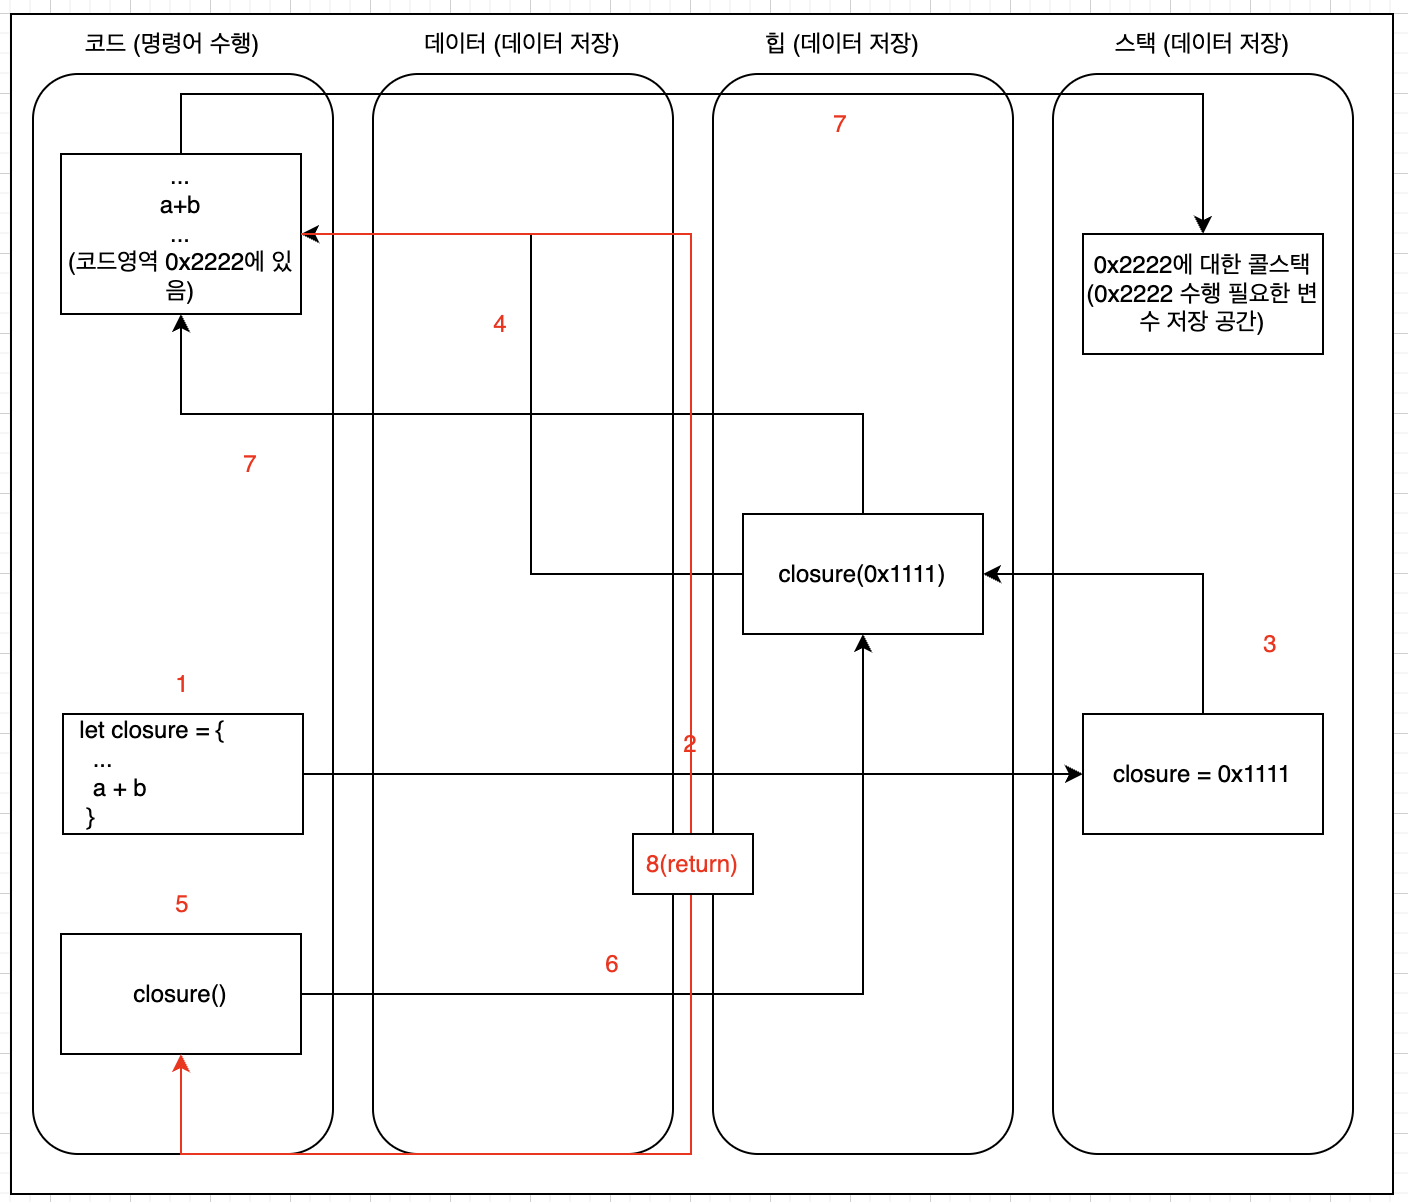 코드 (명령어 수행)
데이터 (데이터 저장)
힙 (데이터 저장)
스택 (데이터 저장)
7
...
a+b
...
(코드영역 0x2222에 있
음)
0x2222에 대한 콜스택
(0x2222 수행 필요한 변
수 저장 공간)
4
7
closure(0x1111)
3
1
let closure = {
...
a + b
}
2
closure = 0x1111
8(return)
5
6
closure()